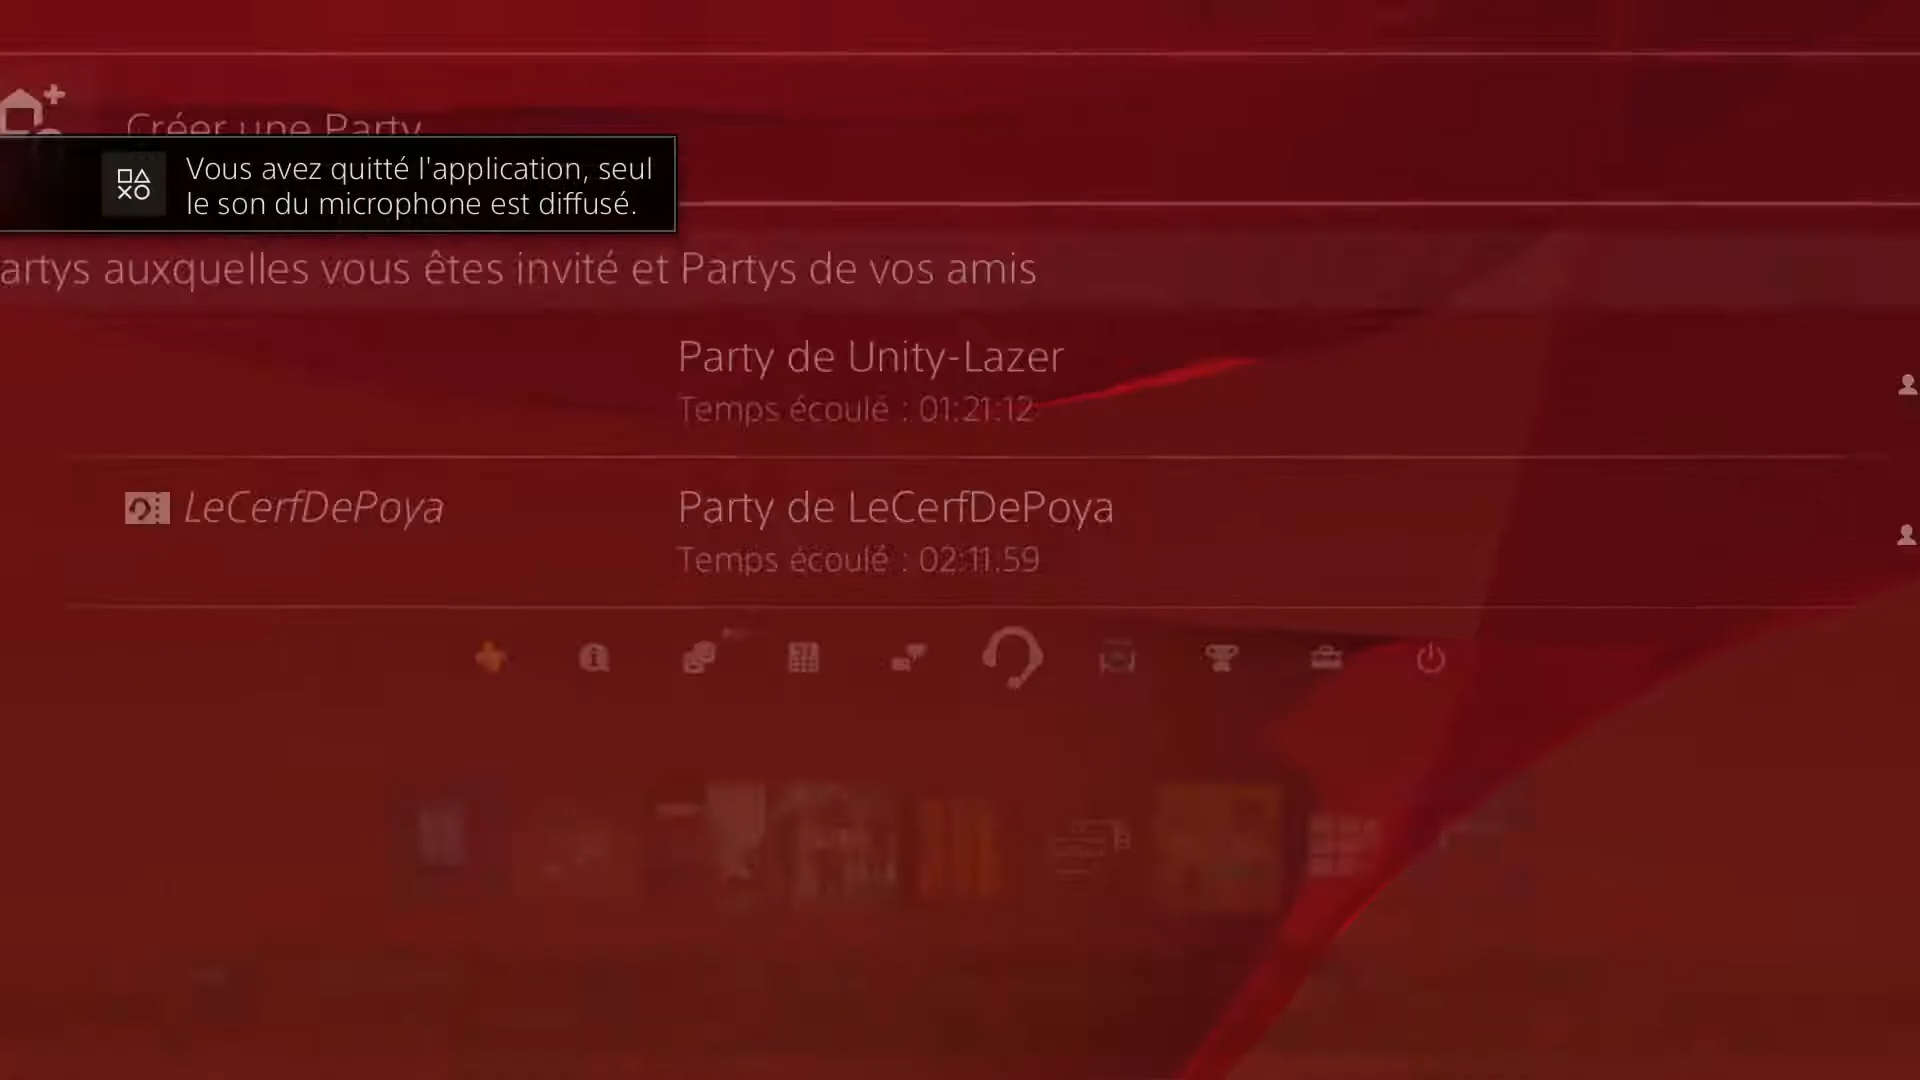 Créer une Party
Vous avez quitté l'application, seul
le son du microphone est diffusé.
artys auxquelles vous êtes invité et Partys de vos amis
Party de Unity-Lazer
Temps écoulé : 01:21:12
LeCerfDePoya
Party de LeCerfDePoya
Temps écoulé : 02:11:59